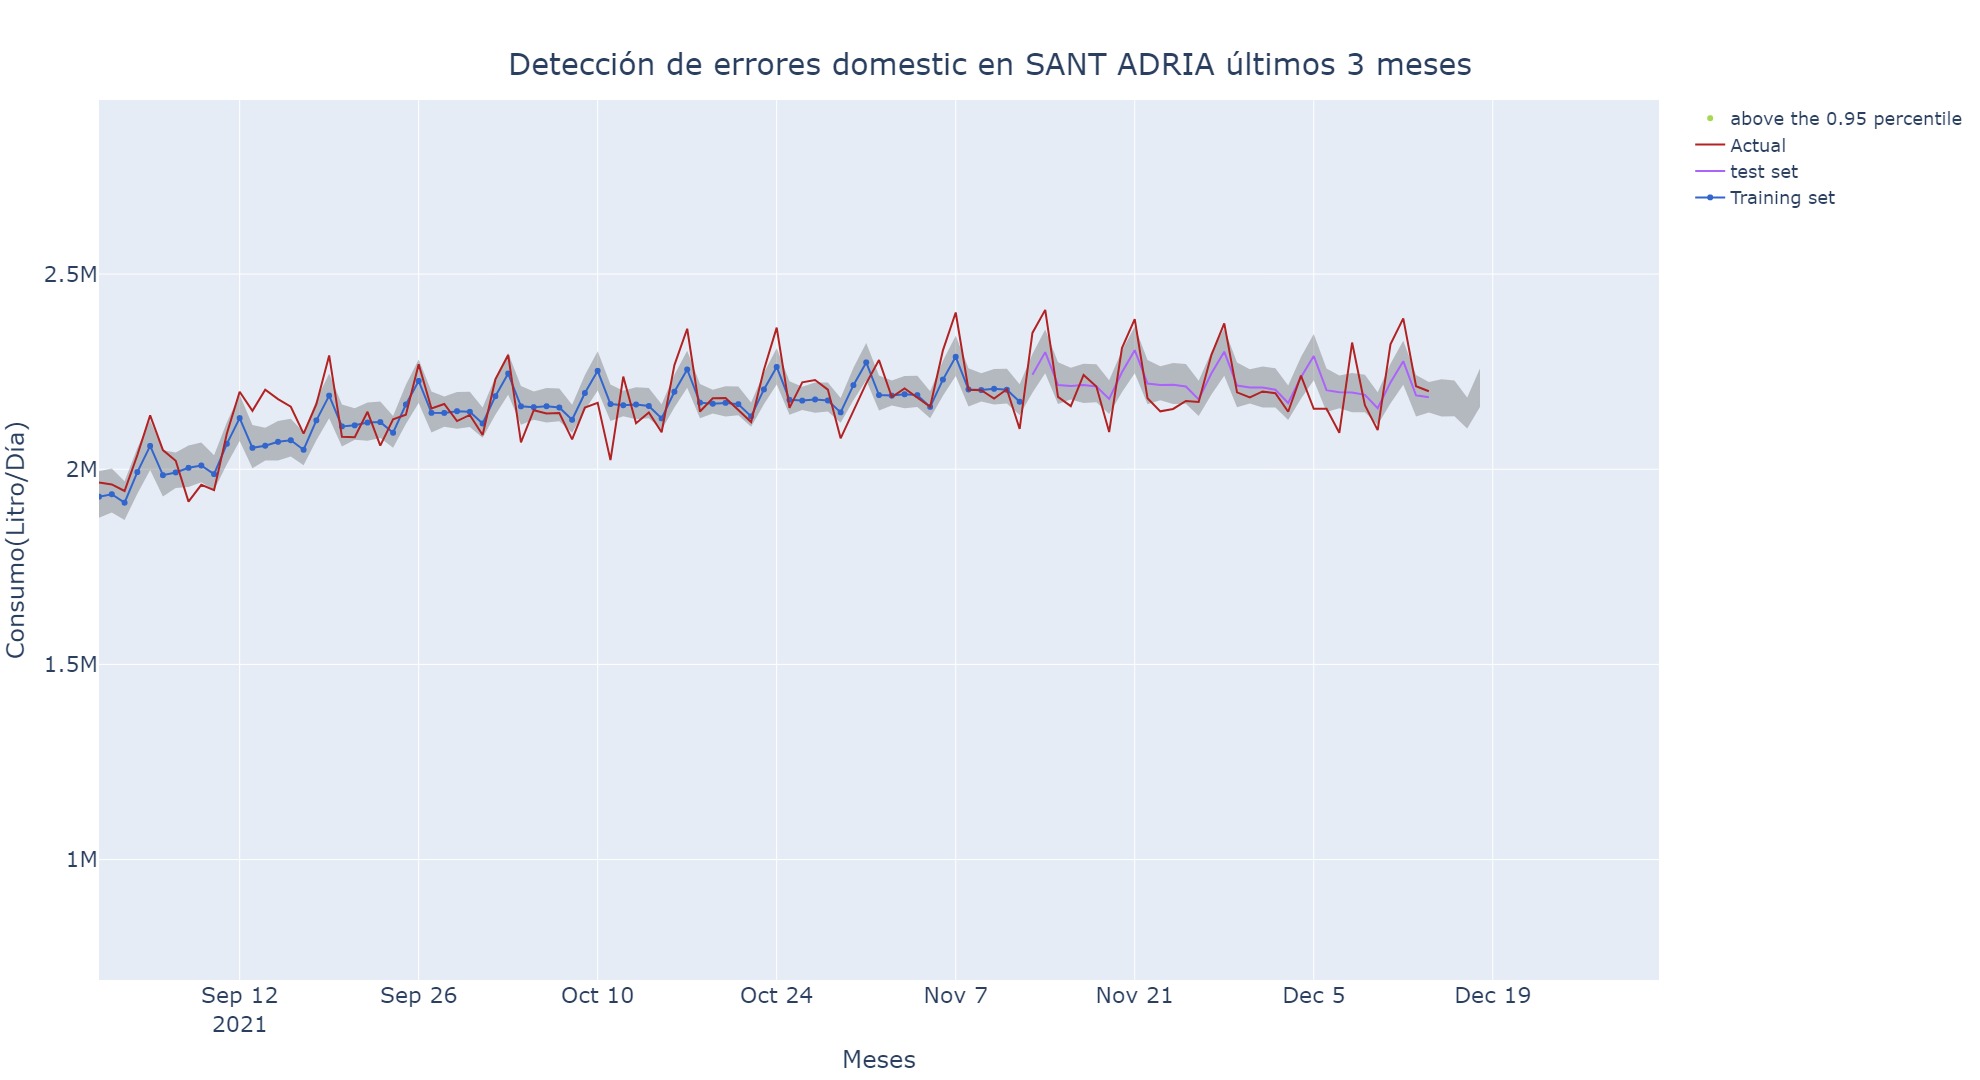 Detección de errores domestic en SANT ADRIA últimos 3 meses
above the 0.95 percentile
Actual
test set
Training set
Consumo(Litro/Día)
2.5M
2M
1.5M
1M
Sep 12
2021
Sep 26
Oct 10
Oct 24
Nov 7
Nov 21
Dec 5
Dec 19
Meses